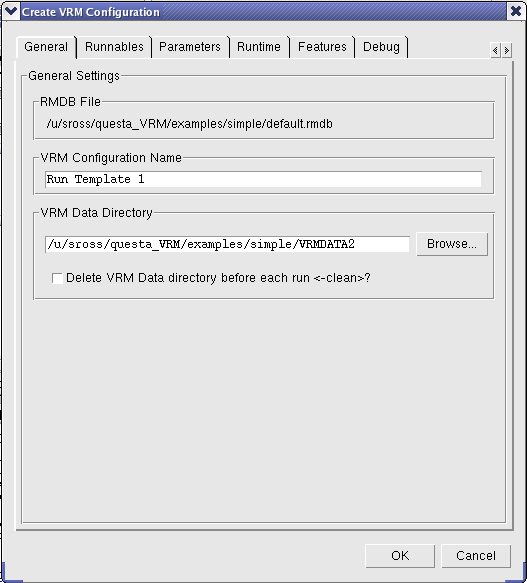 Create VRM Configuration
General Runnables Parameters Runtime Features Debug
General Settings
RMDB File
/u/sross/questa_VRM/examples/simple/default.rmdb
VRM Configuration Name
Run Template 1
VRM Data Directory
/u/sross/questa_VRM/examples/simple/VRMDATA2 Browse...
Delete VRM Data directory before each run <-clean>?
OK Cancel